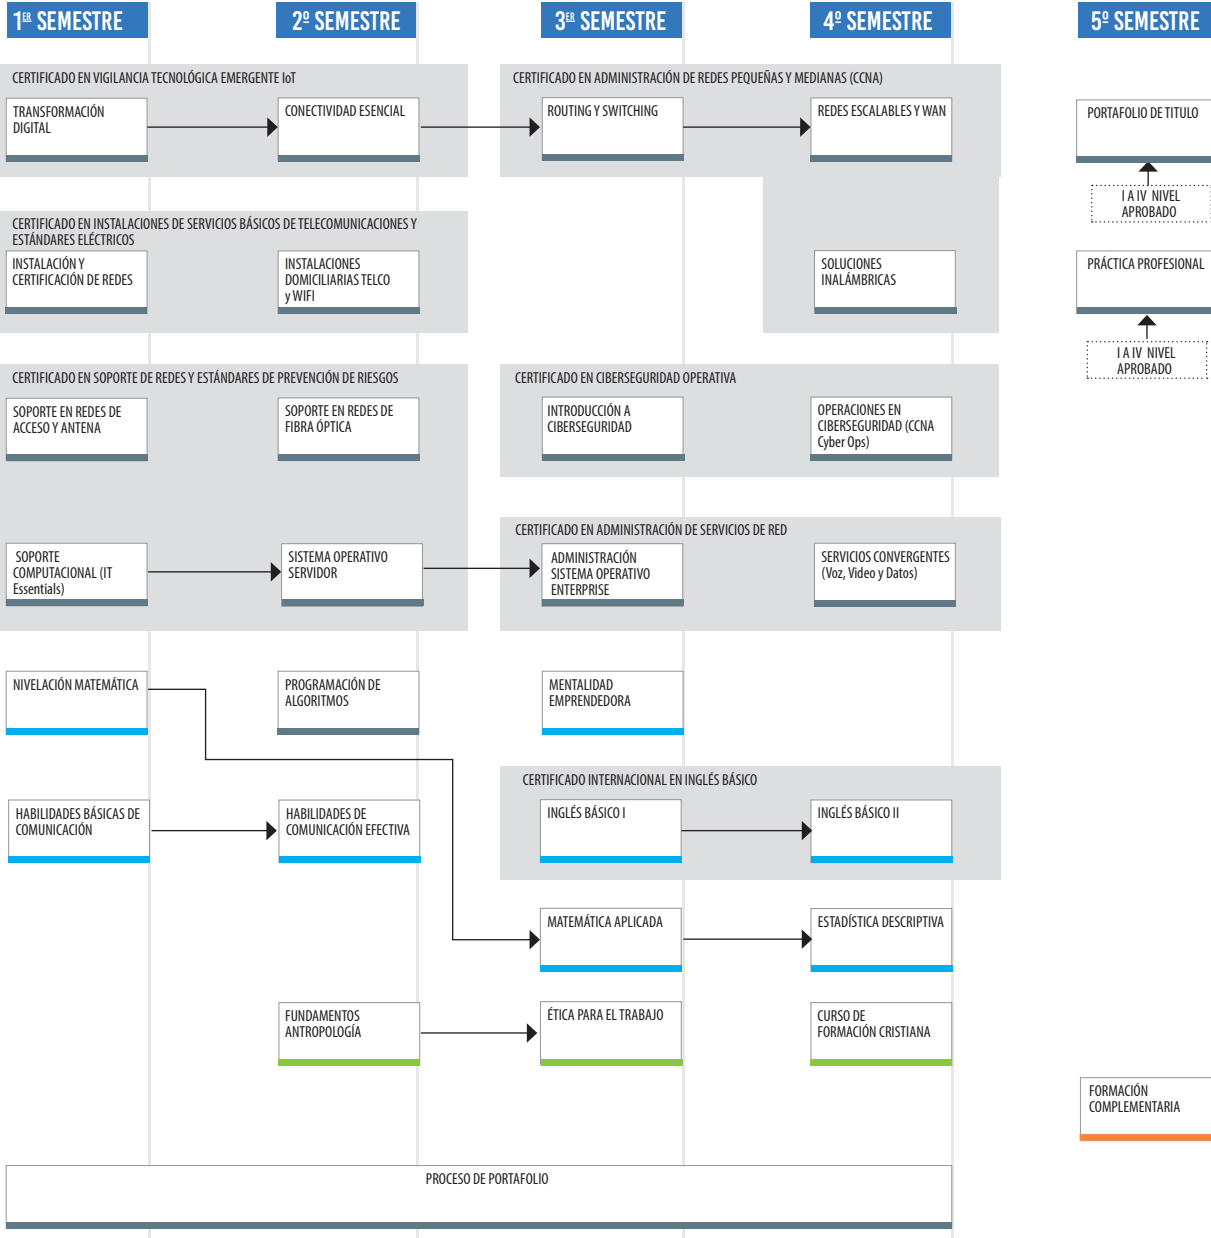 1ER SEMESTRE
2º SEMESTRE
3ER SEMESTRE
4º SEMESTRE
5º SEMESTRE
CERTIFICADO EN VIGILANCIA TECNOLÓGICA EMERGENTE IoT
CERTIFICADO EN ADMINISTRACIÓN DE REDES PEQUEÑAS Y MEDIANAS (CCNA)
TRANSFORMACIÓN
DIGITAL
CONECTIVIDAD ESENCIAL
ROUTING Y SWITCHING
REDES ESCALABLES Y WAN
PORTAFOLIO DE TITULO
I A IV NIVEL
APROBADO
CERTIFICADO EN INSTALACIONES DE SERVICIOS BÁSICOS DE TELECOMUNICACIONES Y
ESTÁNDARES ELÉCTRICOS
INSTALACIÓN Y
CERTIFICACIÓN DE REDES
INSTALACIONES
DOMICILIARIAS TELCO
y WIFI
SOLUCIONES
INALÁMBRICAS
PRÁCTICA PROFESIONAL
I A IV NIVEL
APROBADO
CERTIFICADO EN SOPORTE DE REDES Y ESTÁNDARES DE PREVENCIÓN DE RIESGOS
CERTIFICADO EN CIBERSEGURIDAD OPERATIVA
SOPORTE EN REDES DE
ACCESO Y ANTENA
SOPORTE EN REDES DE
FIBRA ÓPTICA
INTRODUCCIÓN A
CIBERSEGURIDAD
OPERACIONES EN
CIBERSEGURIDAD (CCNA
Cyber Ops)
CERTIFICADO EN ADMINISTRACIÓN DE SERVICIOS DE RED
SOPORTE
COMPUTACIONAL (IT
Essentials)
SISTEMA OPERATIVO
SERVIDOR
ADMINISTRACIÓN
SISTEMA OPERATIVO
ENTERPRISE
SERVICIOS CONVERGENTES
(Voz, Video y Datos)
NIVELACIÓN MATEMÁTICA
PROGRAMACIÓN DE
ALGORITMOS
MENTALIDAD
EMPRENDEDORA
CERTIFICADO INTERNACIONAL EN INGLÉS BÁSICO
HABILIDADES BÁSICAS DE
COMUNICACIÓN
HABILIDADES DE
COMUNICACIÓN EFECTIVA
INGLÉS BÁSICO I
INGLÉS BÁSICO II
MATEMÁTICA APLICADA
ESTADÍSTICA DESCRIPTIVA
FUNDAMENTOS
ANTROPOLOGÍA
ÉTICA PARA EL TRABAJO
CURSO DE
FORMACIÓN CRISTIANA
FORMACIÓN
COMPLEMENTARIA
PROCESO DE PORTAFOLIO